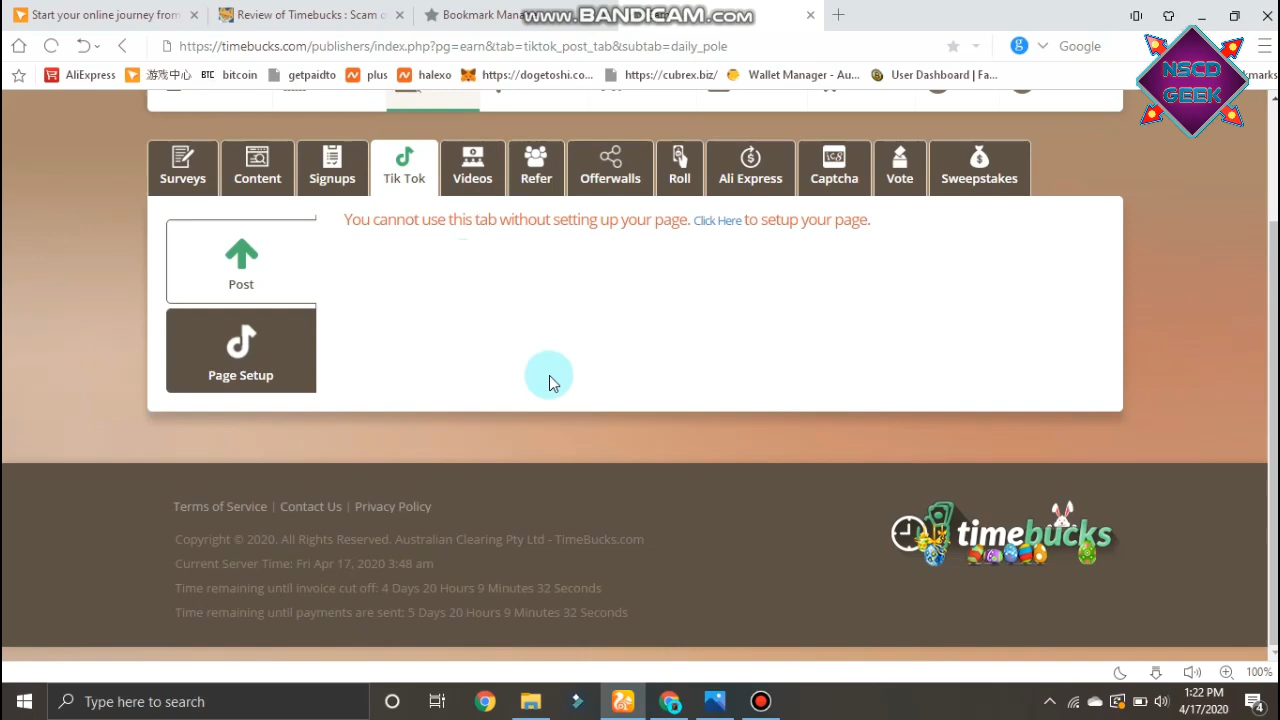 Start your online journey from
Review of Timebucks : Scam o
Bookmark Mana
www.BANDICAM.com
https://timebucks.com/publishers/index.php?pg=earn&tab=tiktok_post_tab&subtab=daily_pole
Google
AliExpress
游戏中心
BTC bitcoin
getpaidto
plus
halexo
https://dogetoshi.co...
https://cubrex.biz/
Wallet Manager - Au...
User Dashboard | Fa...
NSCD
GEEK
Surveys
Content
Signups
Tik Tok
Videos
Refer
Offerwalls
Roll
Ali Express
Captcha
Vote
Sweepstakes
You cannot use this tab without setting up your page. Click Here to setup your page.
Post
Page Setup
Terms of Service | Contact Us | Privacy Policy
Copyright © 2020. All Rights Reserved. Australian Clearing Pty Ltd - TimeBucks.com
Current Server Time: Fri Apr 17, 2020 3:48 am
Time remaining until invoice cut off: 4 Days 20 Hours 9 Minutes 32 Seconds
Time remaining until payments are sent: 5 Days 20 Hours 9 Minutes 32 Seconds
timebucks
100%
Type here to search
1:22 PM
4/17/2020
4